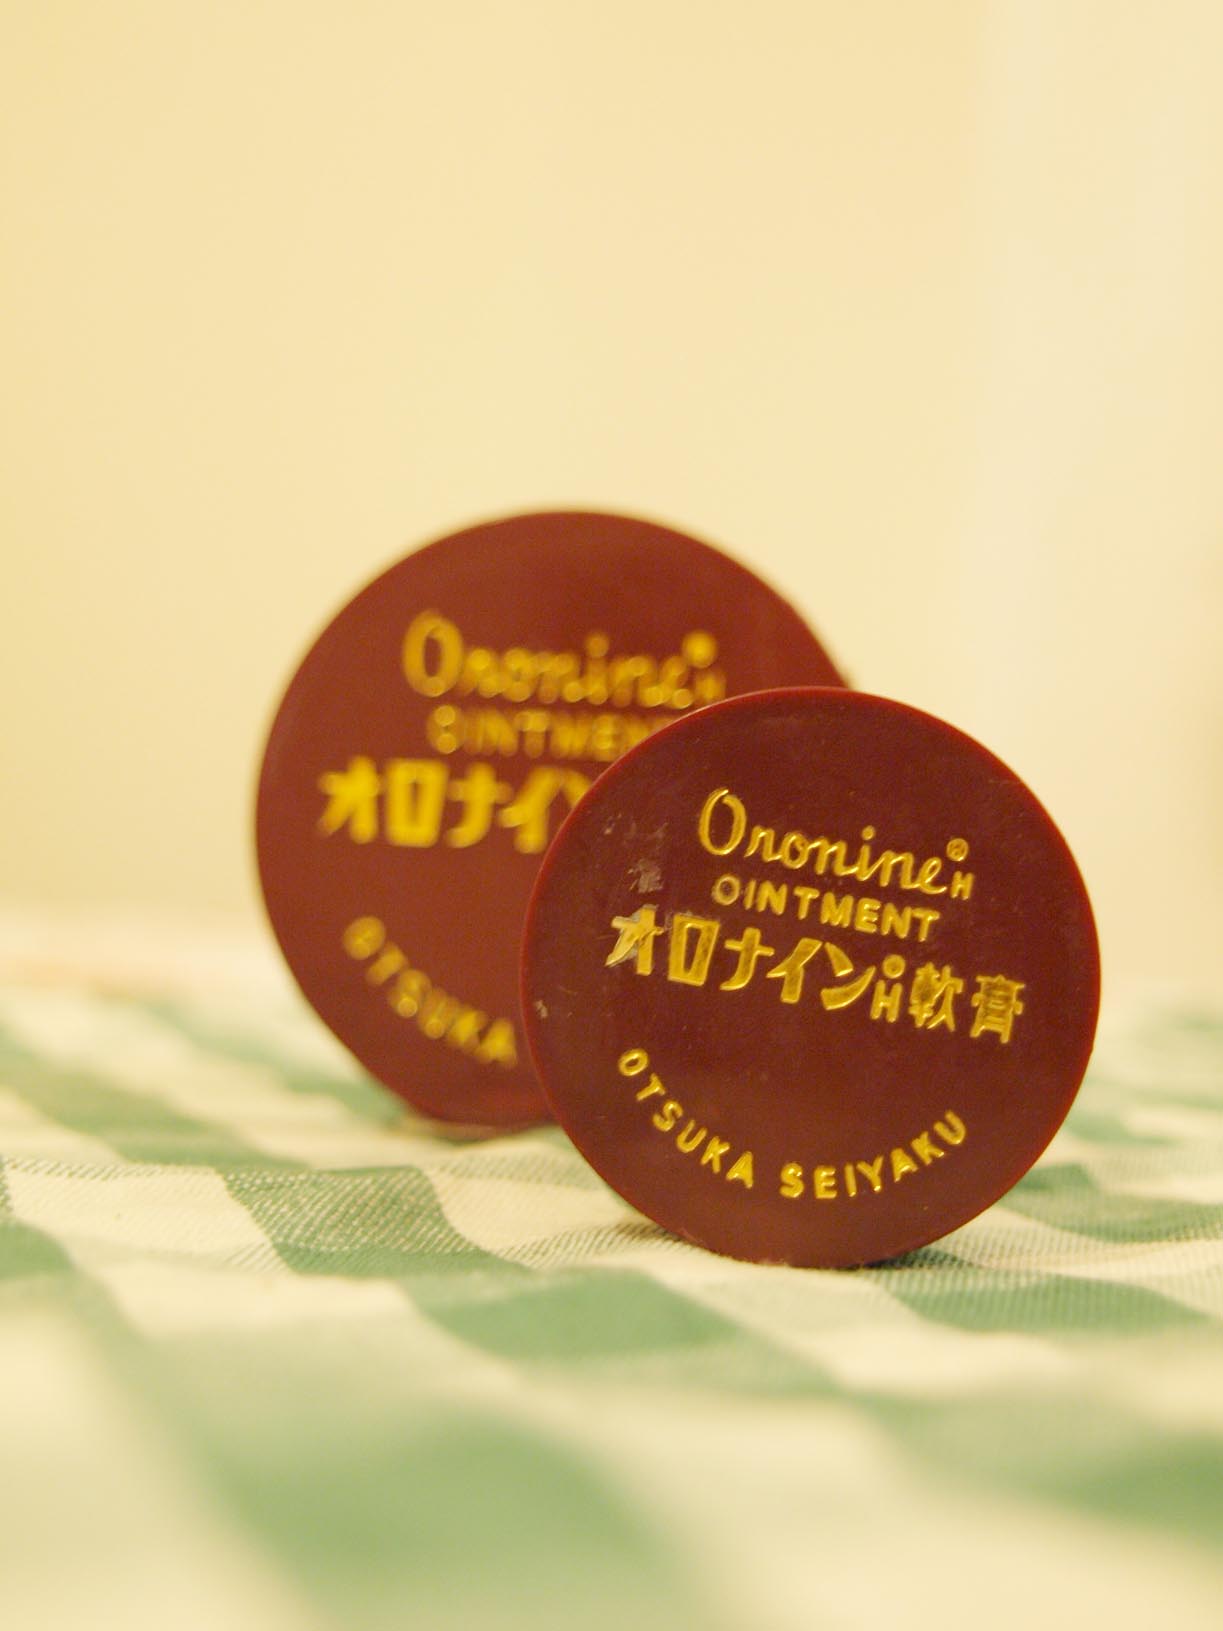 Oronine®H
OINTMENT
オロナイン
OTSUKA
Oronine®H
OINTMENT
オロナイン®H軟膏
OTSUKA SEIYAKU